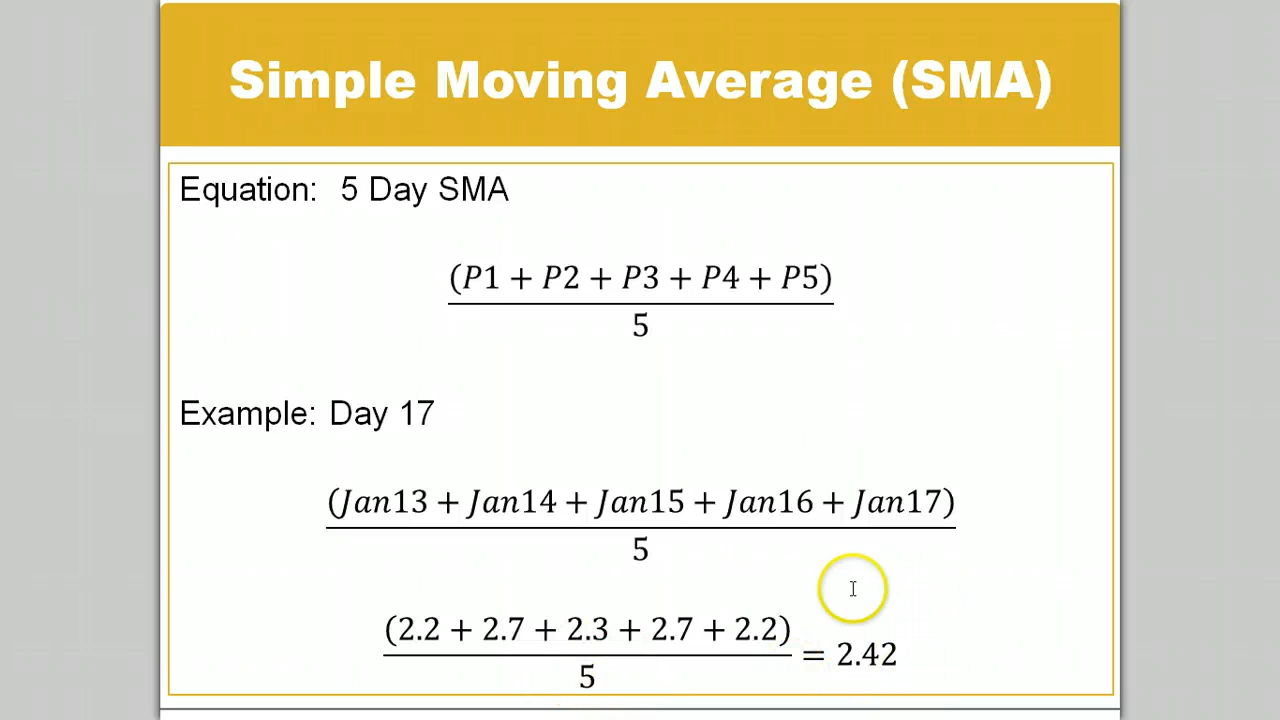 Simple Moving Average (SMA)
Equation: 5 Day SMA
(P1 + P2 + P3 + P4 + P5)
5
Example: Day 17
(Jan13 + Jan14 + Jan15 + Jan16 + Jan17)
5
(2.2 + 2.7 + 2.3 + 2.7 + 2.2)
5
= 2.42